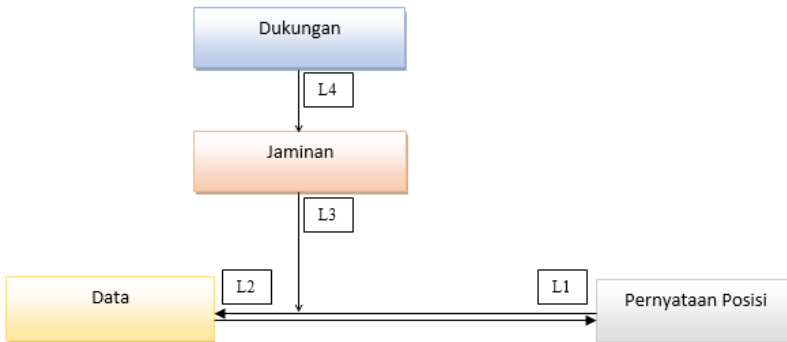 Dukungan
L4
Jaminan
L3
Data
L2
L1
Pernyataan Posisi